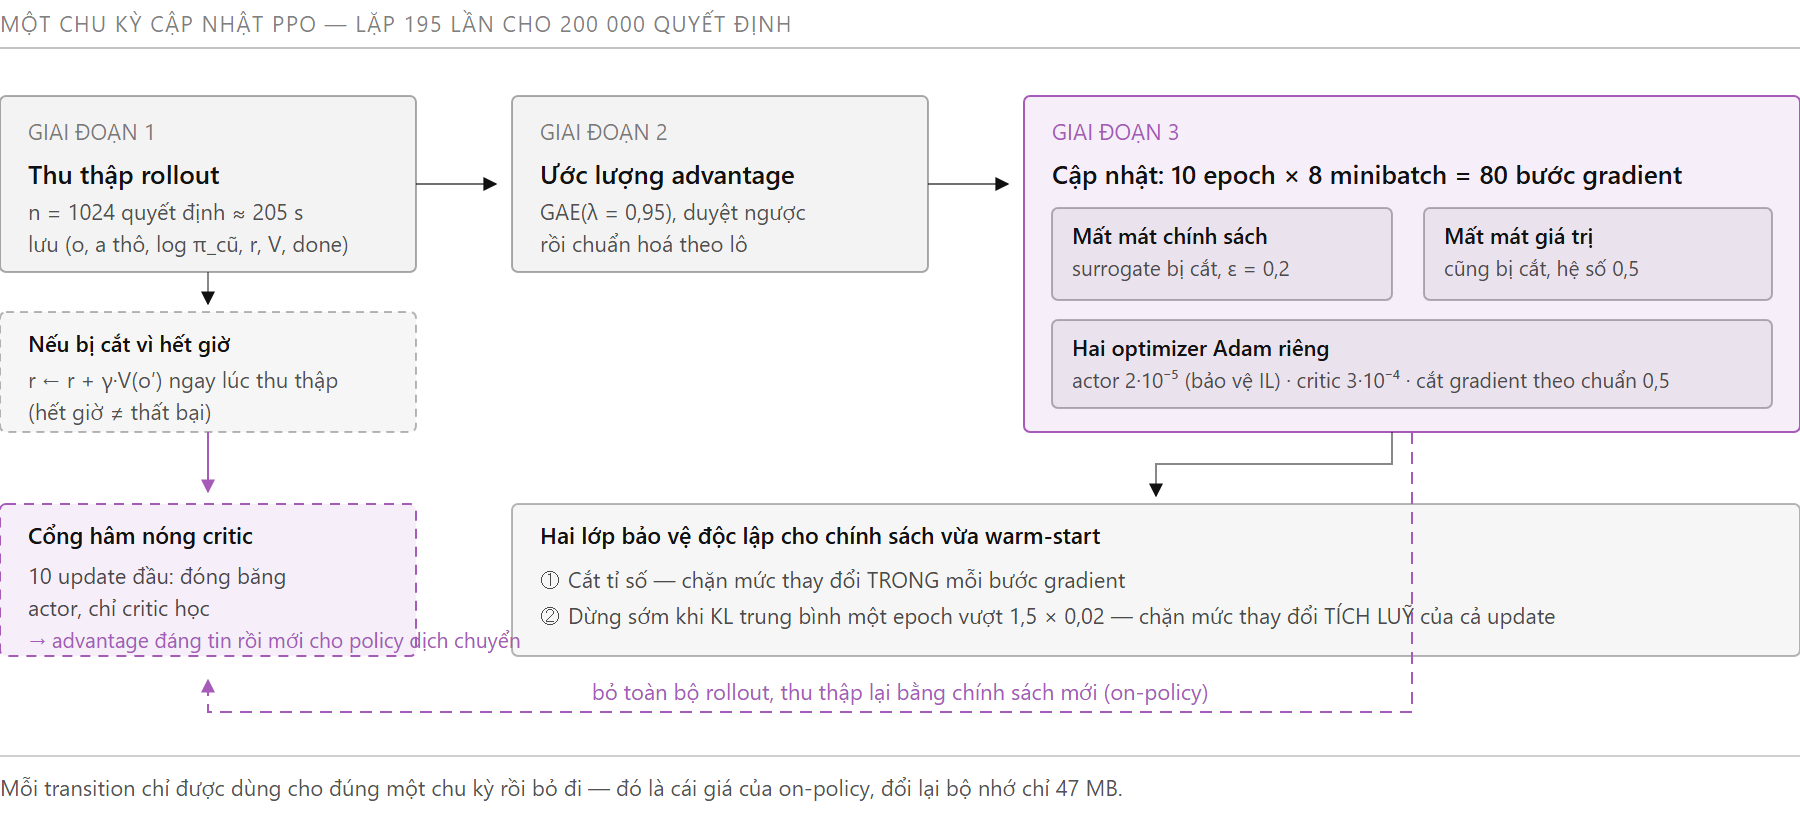 MỘT CHU KỲ CẬP NHẬT PPO — LẶP 195 LẦN CHO 200 000 QUYẾT ĐỊNH
GIAI ĐOẠN 1
Thu thập rollout
n = 1024 quyết định ≈ 205 s
lưu (o, a thô, log π_cũ, r, V, done)
GIAI ĐOẠN 2
Ước lượng advantage
GAE(λ = 0,95), duyệt ngược
rồi chuẩn hoá theo lô
GIAI ĐOẠN 3
Cập nhật: 10 epoch × 8 minibatch = 80 bước gradient
Mất mát chính sách
surrogate bị cắt, ε = 0,2
Mất mát giá trị
cũng bị cắt, hệ số 0,5
Hai optimizer Adam riêng
actor 2·10⁻⁵ (bảo vệ IL) · critic 3·10⁻⁴ · cắt gradient theo chuẩn 0,5
Nếu bị cắt vì hết giờ
r ← r + γ·V(o′) ngay lúc thu thập
(hết giờ ≠ thất bại)
Cổng hâm nóng critic
10 update đầu: đóng băng
actor, chỉ critic học
→ advantage đáng tin rồi mới cho policy dịch chuyển
Hai lớp bảo vệ độc lập cho chính sách vừa warm-start
① Cắt tỉ số — chặn mức thay đổi TRONG mỗi bước gradient
② Dừng sớm khi KL trung bình một epoch vượt 1,5 × 0,02 — chặn mức thay đổi TÍCH LUỸ của cả update
bỏ toàn bộ rollout, thu thập lại bằng chính sách mới (on-policy)
Mỗi transition chỉ được dùng cho đúng một chu kỳ rồi bỏ đi — đó là cái giá của on-policy, đổi lại bộ nhớ chỉ 47 MB.